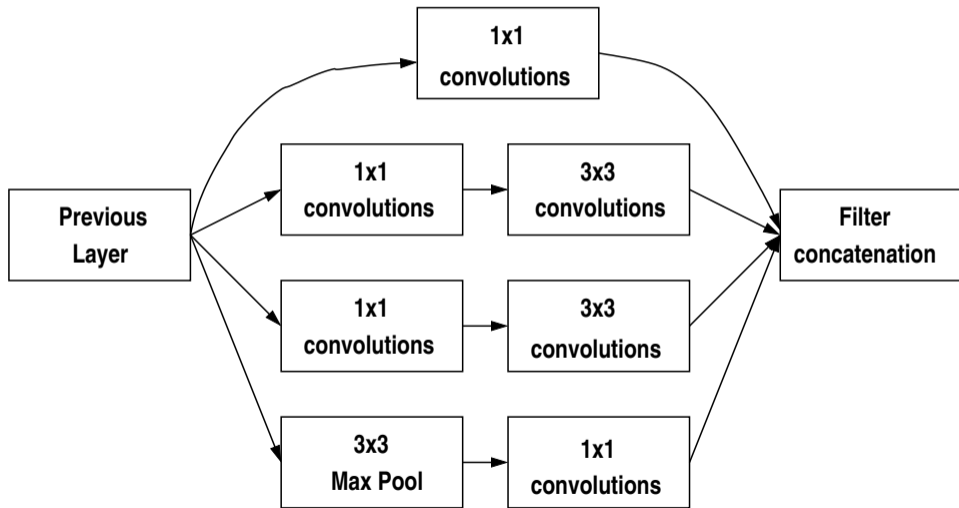 1x1
convolutions
1x1
convolutions
3x3
convolutions
Previous
Layer
Filter
concatenation
1x1
convolutions
3x3
convolutions
3x3
Max Pool
1x1
convolutions